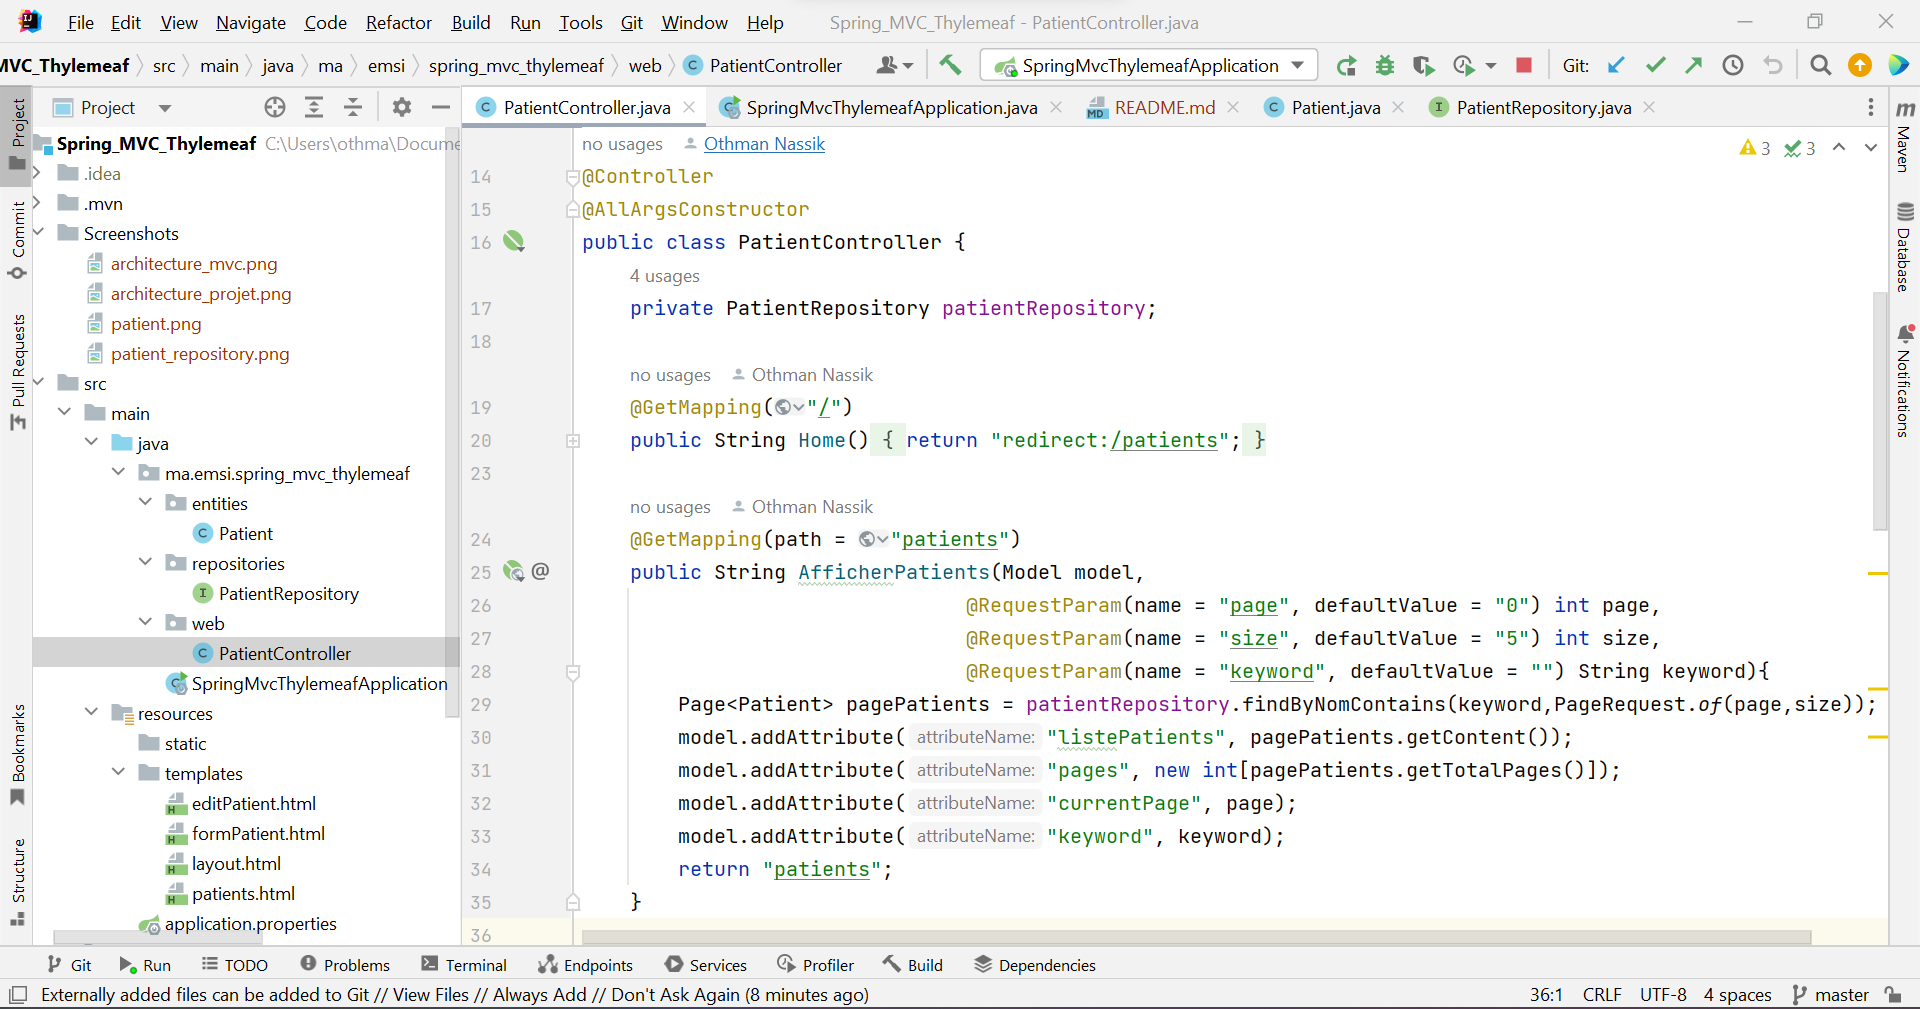 File Edit View Navigate Code Refactor Build Run Tools Git Window Help Spring_MVC_Thylemeaf - PatientController.java
MVC_Thylemeaf src main java ma emsi spring_mvc_thylemeaf web C PatientController SpringMvcThylemeafApplication Git:
Project
PatientController.java SpringMvcThylemeafApplication.java README.md Patient.java PatientRepository.java
Project
Commit
Pull Requests
Bookmarks
Structure
Spring_MVC_Thylemeaf C:\Users\othma\Docume
.idea
.mvn
Screenshots
architecture_mvc.png
architecture_projet.png
patient.png
patient_repository.png
src
main
java
ma.emsi.spring_mvc_thylemeaf
entities
Patient
repositories
PatientRepository
web
PatientController
SpringMvcThylemeafApplication
resources
static
templates
editPatient.html
formPatient.html
layout.html
patients.html
application.properties
no usages Othman Nassik
3 3
14 @Controller
15 @AllArgsConstructor
16 public class PatientController {
4 usages
17 private PatientRepository patientRepository;
18
no usages Othman Nassik
19 @GetMapping("/")
20 public String Home() { return "redirect:/patients"; }
23
no usages Othman Nassik
24 @GetMapping(path = "patients")
25 @ public String AfficherPatients(Model model,
26 @RequestParam(name = "page", defaultValue = "0") int page,
27 @RequestParam(name = "size", defaultValue = "5") int size,
28 @RequestParam(name = "keyword", defaultValue = "") String keyword){
29 Page<Patient> pagePatients = patientRepository.findByNomContains(keyword,PageRequest.of(page,size));
30 model.addAttribute( attributeName: "listePatients", pagePatients.getContent());
31 model.addAttribute( attributeName: "pages", new int[pagePatients.getTotalPages()]);
32 model.addAttribute( attributeName: "currentPage", page);
33 model.addAttribute( attributeName: "keyword", keyword);
34 return "patients";
35 }
36
Maven
Database
Notifications
Git Run TODO Problems Terminal Endpoints Services Profiler Build Dependencies
Externally added files can be added to Git // View Files // Always Add // Don't Ask Again (8 minutes ago) 36:1 CRLF UTF-8 4 spaces master